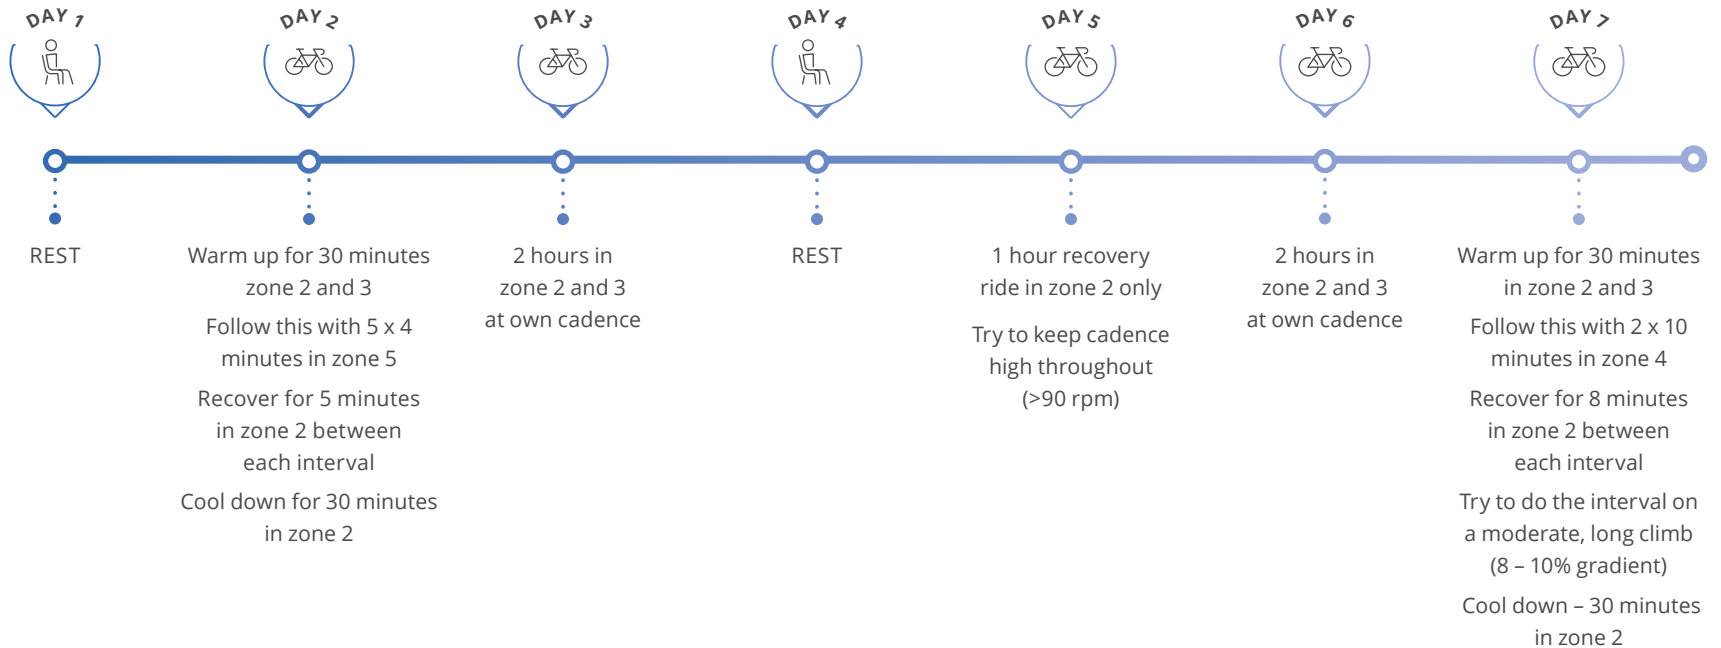 DAY 1
DAY 2
DAY 3
DAY 4
DAY 5
DAY 6
DAY 7
REST
Warm up for 30 minutes
zone 2 and 3
Follow this with 5 x 4
minutes in zone 5
Recover for 5 minutes
in zone 2 between
each interval
Cool down for 30 minutes
in zone 2
2 hours in
zone 2 and 3
at own cadence
REST
1 hour recovery
ride in zone 2 only
Try to keep cadence
high throughout
(>90 rpm)
2 hours in
zone 2 and 3
at own cadence
Warm up for 30 minutes
in zone 2 and 3
Follow this with 2 x 10
minutes in zone 4
Recover for 8 minutes
in zone 2 between
each interval
Try to do the interval on
a moderate, long climb
(8 – 10% gradient)
Cool down – 30 minutes
in zone 2